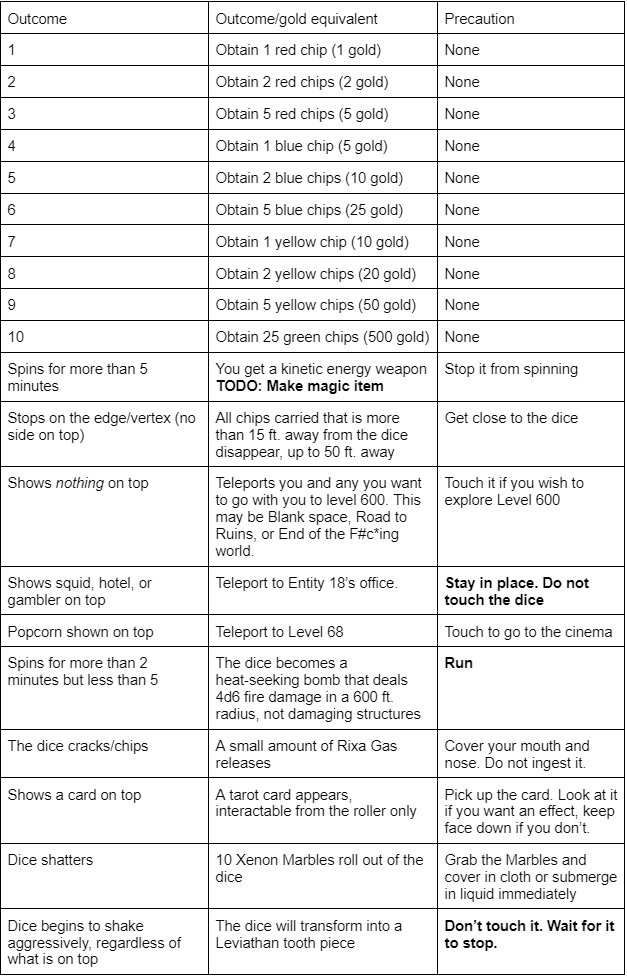 Outcome Outcome/gold equivalent Precaution
1 Obtain 1 red chip (1 gold) None
2 Obtain 2 red chips (2 gold) None
3 Obtain 5 red chips (5 gold) None
4 Obtain 1 blue chip (5 gold) None
5 Obtain 2 blue chips (10 gold) None
6 Obtain 5 blue chips (25 gold) None
7 Obtain 1 yellow chip (10 gold) None
8 Obtain 2 yellow chips (20 gold) None
9 Obtain 5 yellow chips (50 gold) None
10 Obtain 25 green chips (500 gold) None
Spins for more than 5
minutes
You get a kinetic energy weapon
TODO: Make magic item
Stop it from spinning
Stops on the edge/vertex (no
side on top)
All chips carried that is more
than 15 ft. away from the dice
disappear, up to 50 ft. away
Get close to the dice
Shows nothing on top
Teleports you and any you want
to go with you to level 600. This
may be Blank space, Road to
Ruins, or End of the F#c*ing
world.
Touch it if you wish to
explore Level 600
Shows squid, hotel, or
gambler on top
Teleport to Entity 18's office.
Stay in place. Do not
touch the dice
Popcorn shown on top
Teleport to Level 68
Touch to go to the cinema
Spins for more than 2
minutes but less than 5
The dice becomes a
heat-seeking bomb that deals
4d6 fire damage in a 600 ft.
radius, not damaging structures
Run
The dice cracks/chips
A small amount of Rixa Gas
releases
Cover your mouth and
nose. Do not ingest it.
Shows a card on top
A tarot card appears,
interactable from the roller only
Pick up the card. Look at it
if you want an effect, keep
face down if you don't.
Dice shatters
10 Xenon Marbles roll out of the
dice
Grab the Marbles and
cover in cloth or submerge
in liquid immediately
Dice begins to shake
aggressively, regardless of
what is on top
The dice will transform into a
Leviathan tooth piece
Don't touch it. Wait for it
to stop.